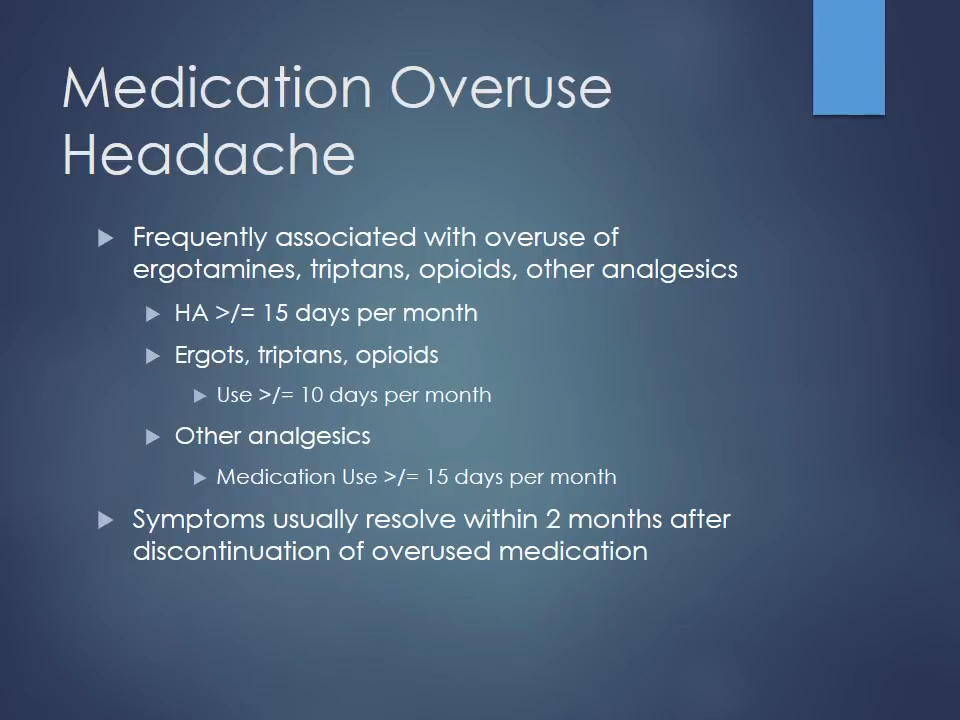 Medication Overuse
Headache
Frequently associated with overuse of
ergotamines, triptans, opioids, other analgesics
HA >/= 15 days per month
Ergots, triptans, opioids
Use >/= 10 days per month
Other analgesics
Medication Use >/= 15 days per month
Symptoms usually resolve within 2 months after
discontinuation of overused medication